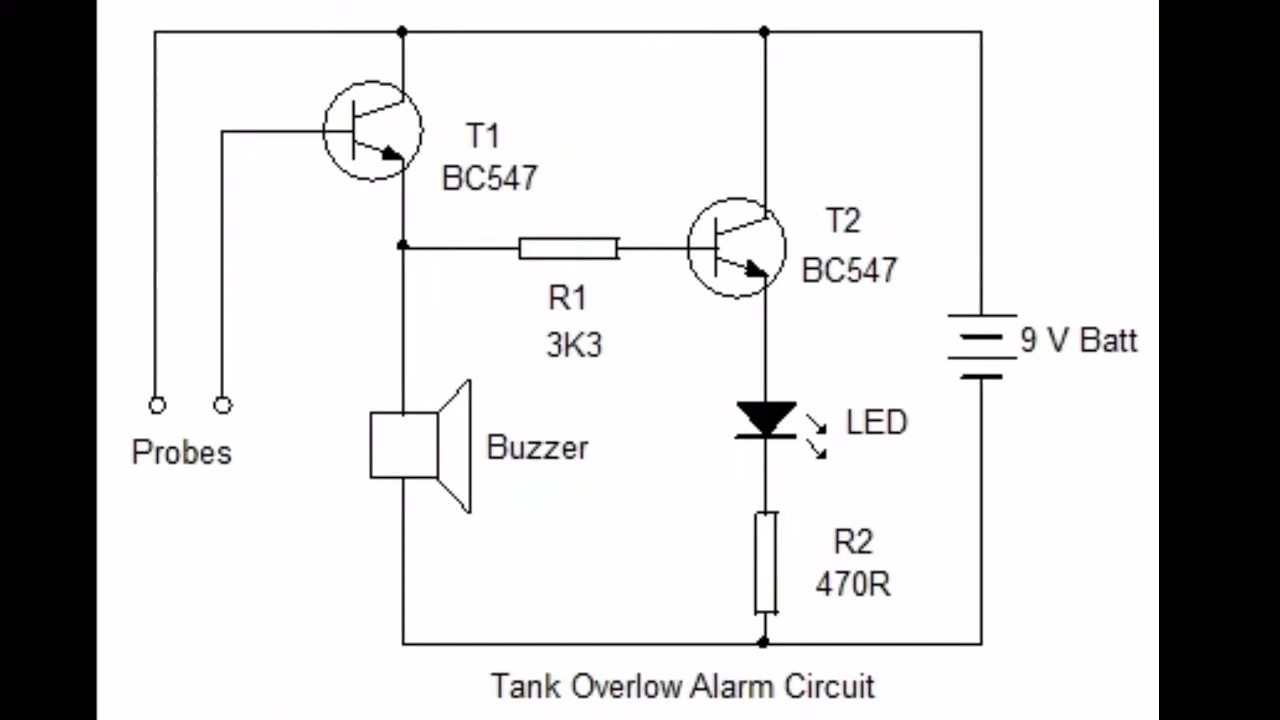 T1
BC547
T2
BC547
R1
3K3
9 V Batt
Probes
Buzzer
LED
R2
470R
Tank Overlow Alarm Circuit